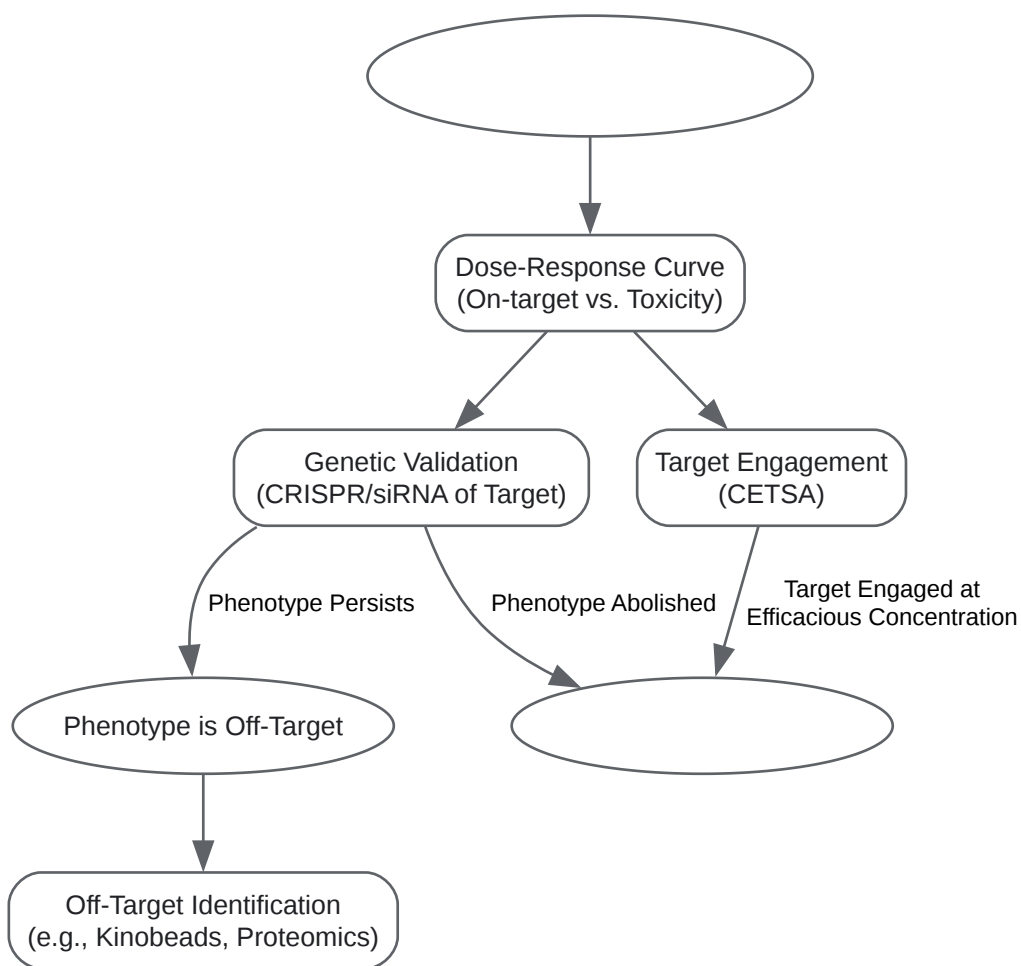 Dose-Response Curve
(On-target vs. Toxicity)
Genetic Validation
(CRISPR/siRNA of Target)
Target Engagement
(CETSA)
Phenotype Persists
Phenotype Abolished
Target Engaged at
Efficacious Concentration
Phenotype is Off-Target
Off-Target Identification
(e.g., Kinobeads, Proteomics)